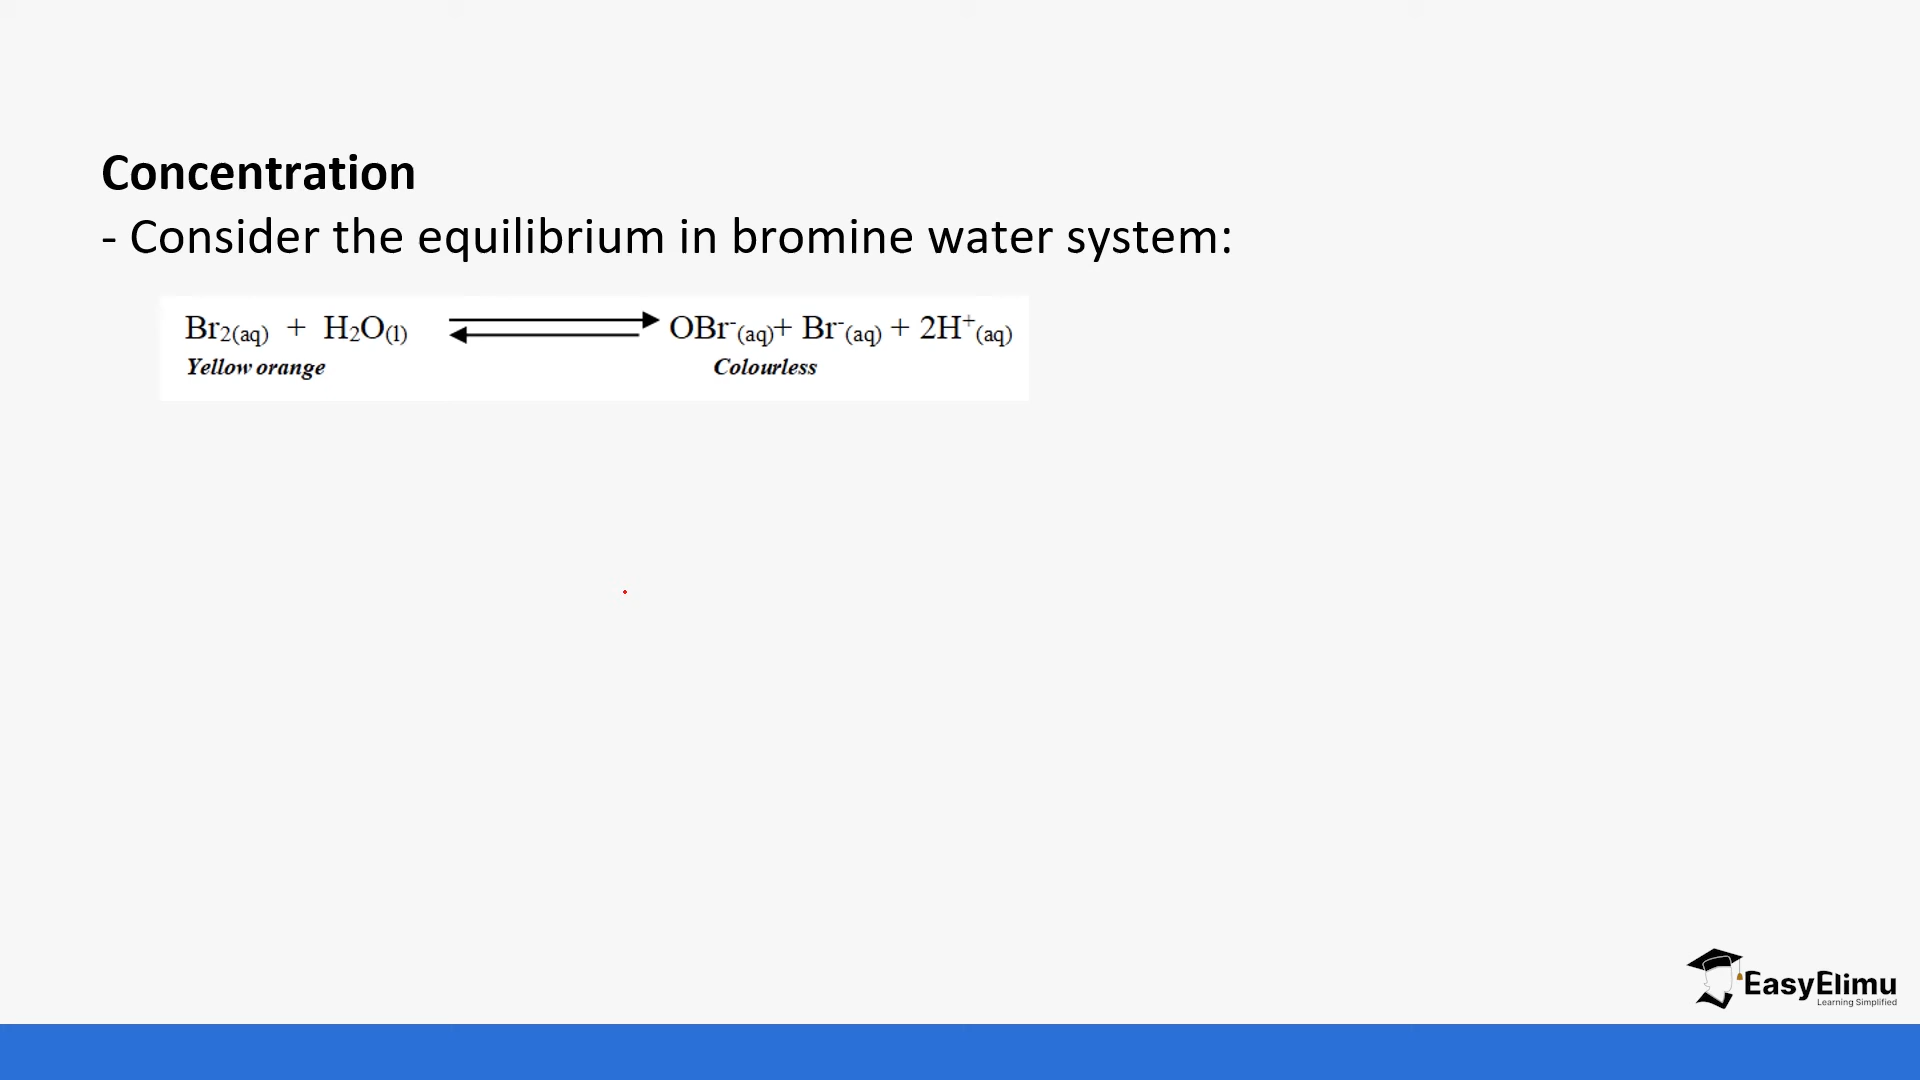 Concentration
- Consider the equilibrium in bromine water system:
Br2(aq) + H2O(l) ⇌ OBr-(aq)+ Br-(aq) + 2H+(aq)
Yellow orange Colourless
EasyElimu
Learning Simplified